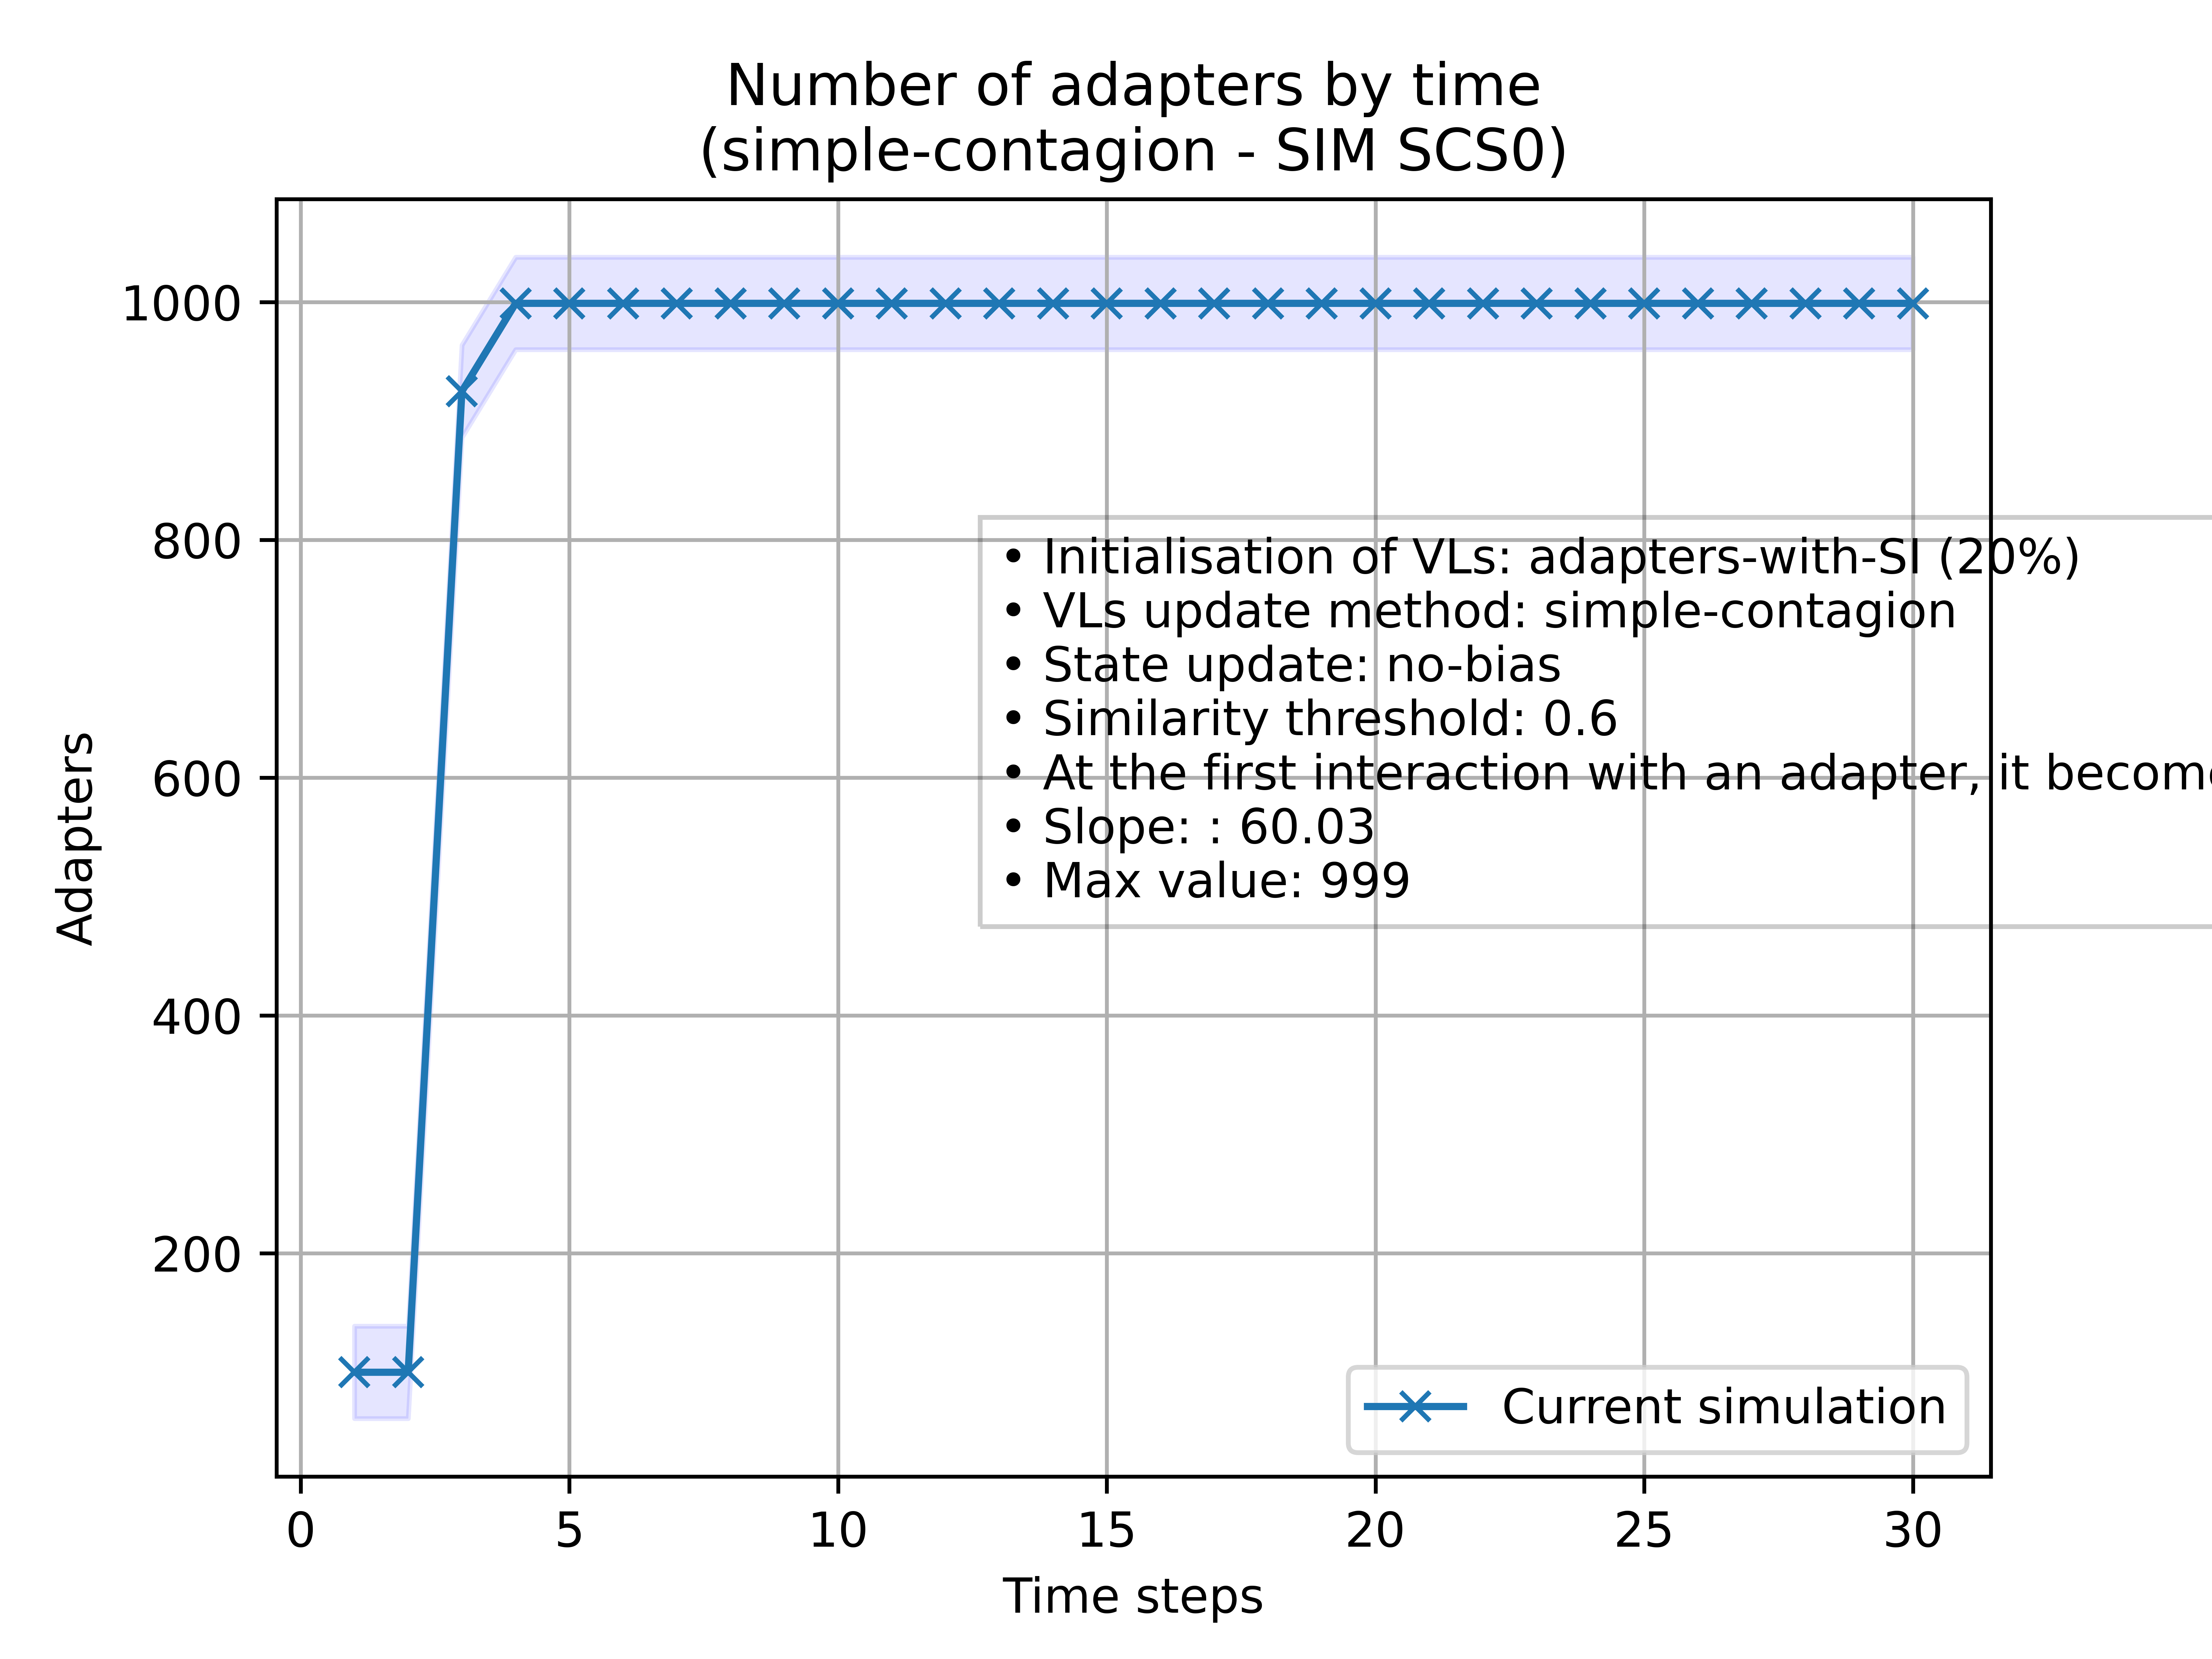 Number of adapters by time
(simple-contagion - SIM SCS0)
1000
800
600
400
200
Adapters
• Initialisation of VLs: adapters-with-SI (20%)
• VLs update method: simple-contagion
• State update: no-bias
• Similarity threshold: 0.6
• At the first interaction with an adapter, it
• Slope: : 60.03
• Max value: 999
Current simulation
0 5 10 15 20 25 30
Time steps